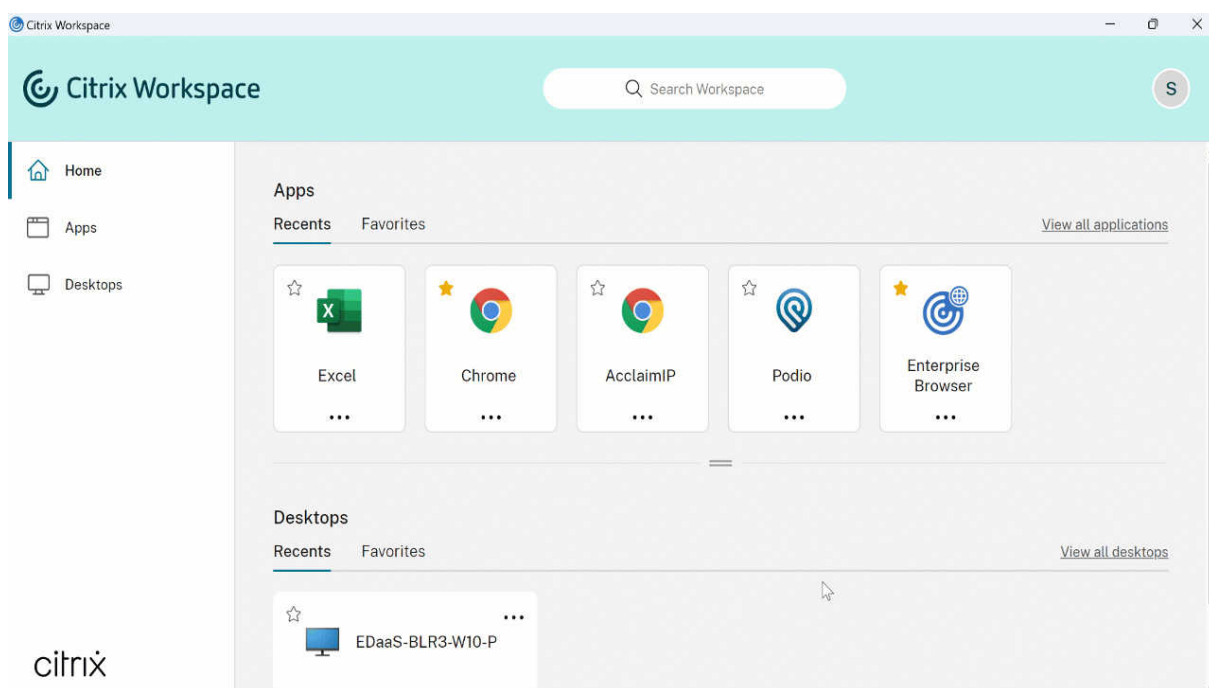 Citrix Workspace
Citrix Workspace
Search Workspace
S
Home
Apps
Desktops
Apps
Recents Favorites
View all applications
X
Excel
Chrome
AcclaimIP
Podio
Enterprise
Browser
Desktops
Recents Favorites
View all desktops
EDaaS-BLR3-W10-P
citrix